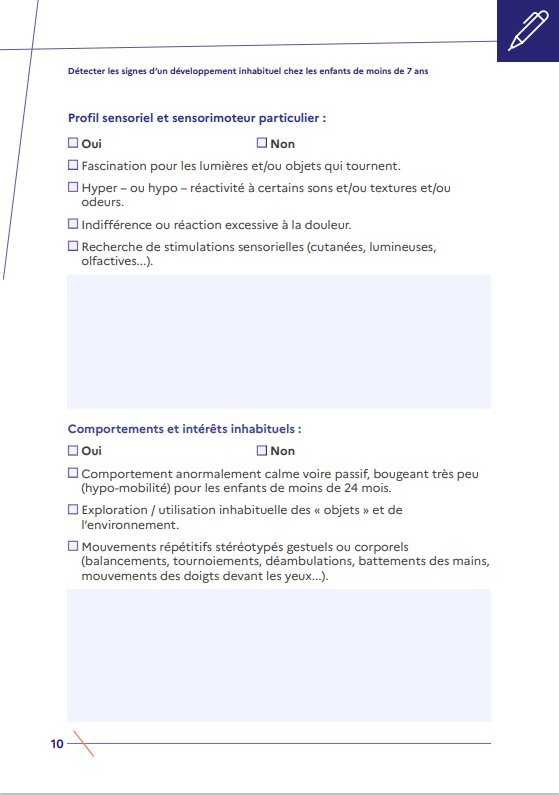 Détecter les signes d'un développement inhabituel chez les enfants de moins de 7 ans
Profil sensoriel et sensorimoteur particulier :
Oui Non
Fascination pour les lumières et/ou objets qui tournent.
Hyper – ou hypo – réactivité à certains sons et/ou textures et/ou
odeurs.
Indifférence ou réaction excessive à la douleur.
Recherche de stimulations sensorielles (cutanées, lumineuses,
olfactives...).
Comportements et intérêts inhabituels :
Oui Non
Comportement anormalement calme voire passif, bougeant très peu
(hypo-mobilité) pour les enfants de moins de 24 mois.
Exploration / utilisation inhabituelle des « objets » et de
l'environnement.
Mouvements répétitifs stéréotypés gestuels ou corporels
(balancements, tournoiements, déambulations, battements des mains,
mouvements des doigts devant les yeux...).
10